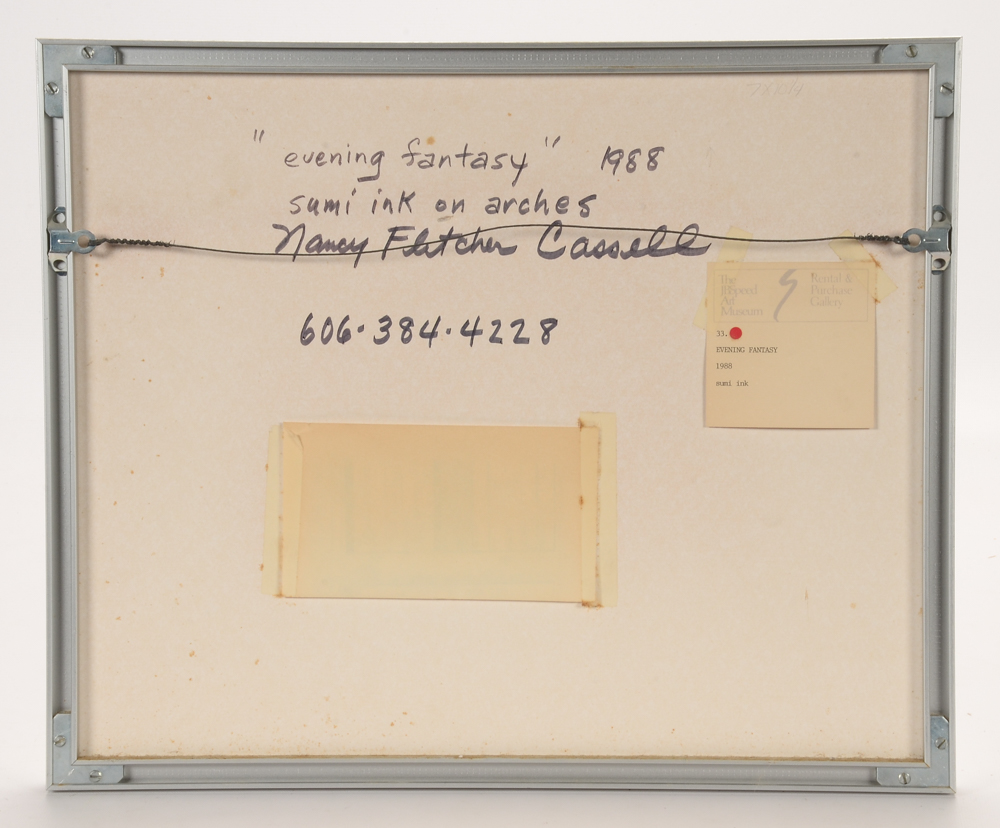 " evening fantasy " 1988
sumi ink on arches
Nancy Fletcher Cassell
606·384·4228
The
JB Speed
Art
Museum
Rental &
Purchase
Gallery
33.
EVENING FANTASY
1988
sumi ink